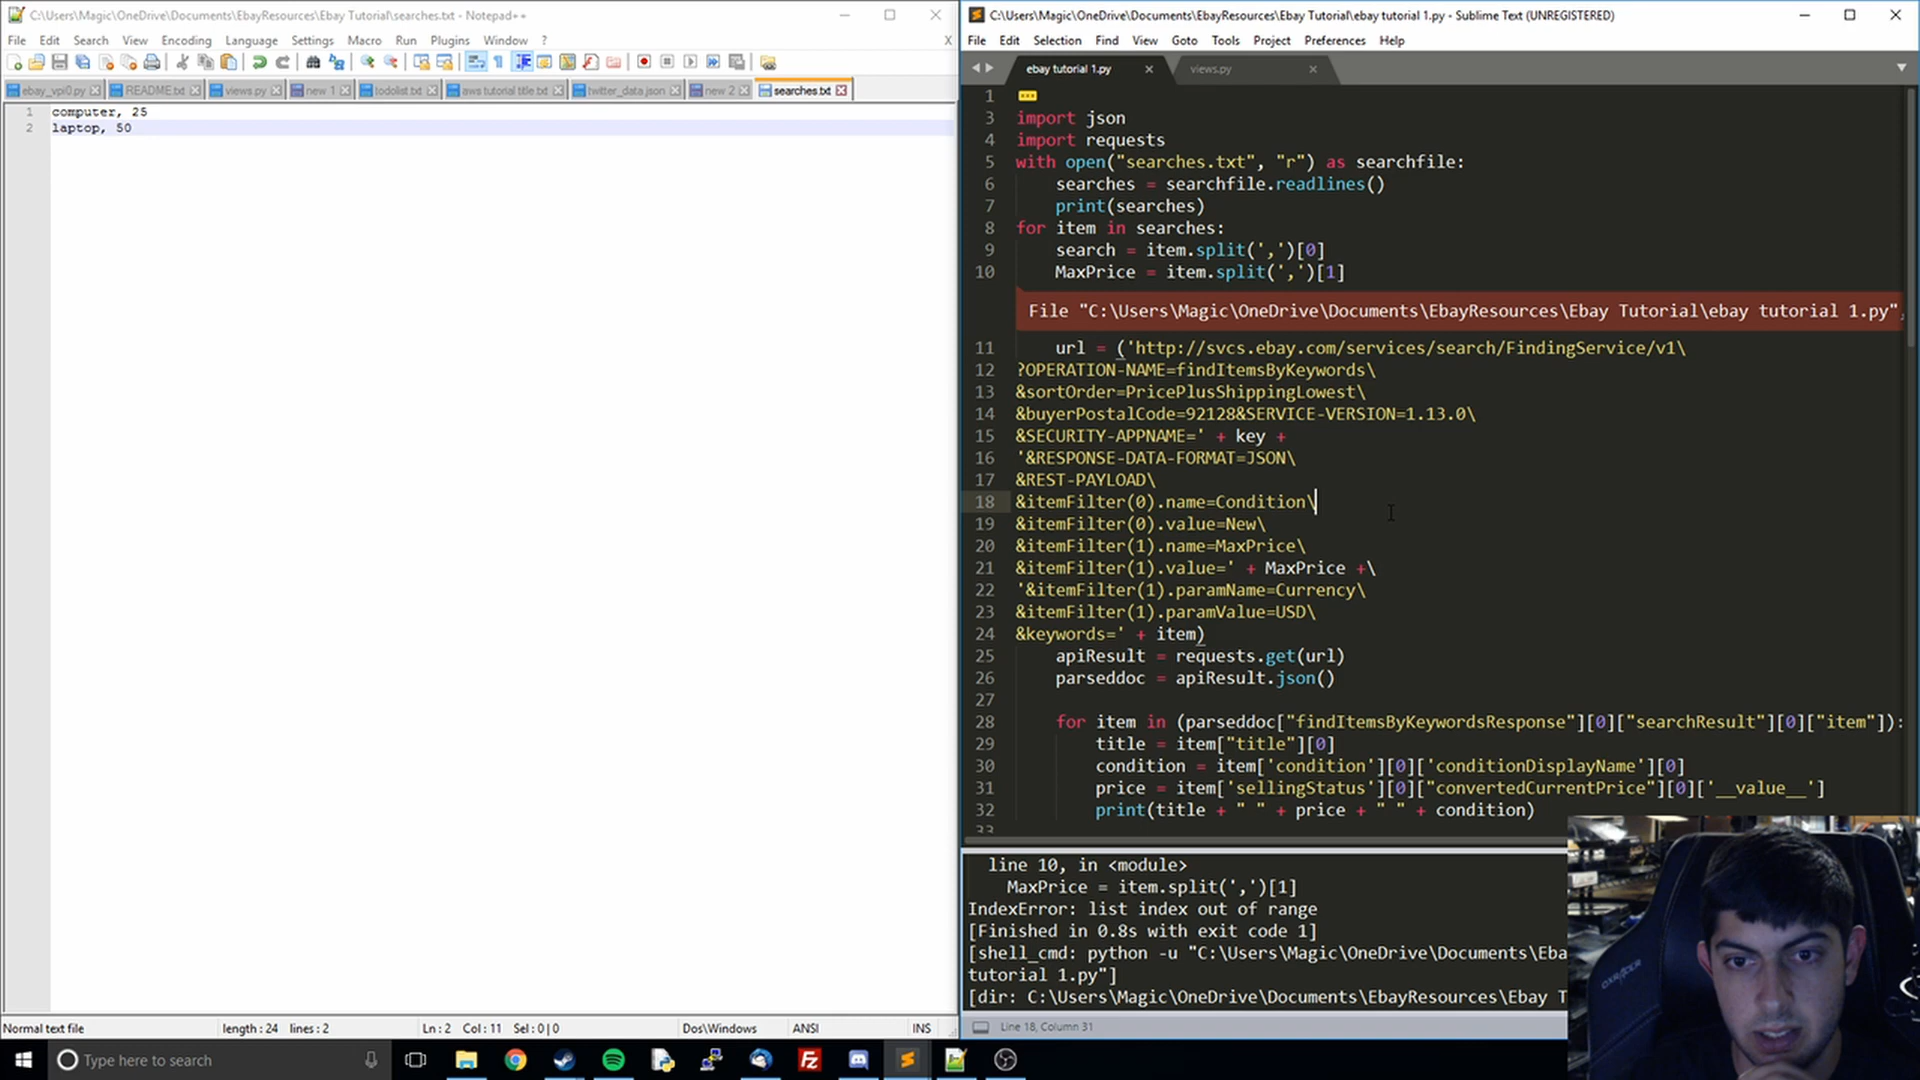 C:\Users\Magic\OneDrive\Documents\EbayResources\Ebay Tutorial\searches.txt - Notepad++
File Edit Search View Encoding Language Settings Macro Run Plugins Window ? X
ebay_vpi0.py README.txt views.py new 1 todolist.txt aws tutorial title.txt twitter_data.json new 2 searches.txt
1 computer, 25
2 laptop, 50
Normal text file length : 24 lines : 2 Ln : 2 Col : 11 Sel : 0 | 0 Dos\Windows ANSI INS
C:\Users\Magic\OneDrive\Documents\EbayResources\Ebay Tutorial\ebay tutorial 1.py - Sublime Text (UNREGISTERED)
File Edit Selection Find View Goto Tools Project Preferences Help
ebay tutorial 1.py views.py
1
3 import json
4 import requests
5 with open("searches.txt", "r") as searchfile:
6 searches = searchfile.readlines()
7 print(searches)
8 for item in searches:
9 search = item.split(',')[0]
10 MaxPrice = item.split(',')[1]
File "C:\Users\Magic\OneDrive\Documents\EbayResources\Ebay Tutorial\ebay tutorial 1.py",
11 url = ('http://svcs.ebay.com/services/search/FindingService/v1\
12 ?OPERATION-NAME=findItemsByKeywords\
13 &sortOrder=PricePlusShippingLowest\
14 &buyerPostalCode=92128&SERVICE-VERSION=1.13.0\
15 &SECURITY-APPNAME=' + key +
16 '&RESPONSE-DATA-FORMAT=JSON\
17 &REST-PAYLOAD\
18 &itemFilter(0).name=Condition\
19 &itemFilter(0).value=New\
20 &itemFilter(1).name=MaxPrice\
21 &itemFilter(1).value=' + MaxPrice +\
22 '&itemFilter(1).paramName=Currency\
23 &itemFilter(1).paramValue=USD\
24 &keywords=' + item)
25 apiResult = requests.get(url)
26 parseddoc = apiResult.json()
27
28 for item in (parseddoc["findItemsByKeywordsResponse"][0]["searchResult"][0]["item"]):
29 title = item["title"][0]
30 condition = item['condition'][0]['conditionDisplayName'][0]
31 price = item['sellingStatus'][0]["convertedCurrentPrice"][0]['__value__']
32 print(title + " " + price + " " + condition)
33
line 10, in <module>
MaxPrice = item.split(',')[1]
IndexError: list index out of range
[Finished in 0.8s with exit code 1]
[shell_cmd: python -u "C:\Users\Magic\OneDrive\Documents\Eba
tutorial 1.py"]
[dir: C:\Users\Magic\OneDrive\Documents\EbayResources\Ebay T
Line 18, Column 31
Type here to search